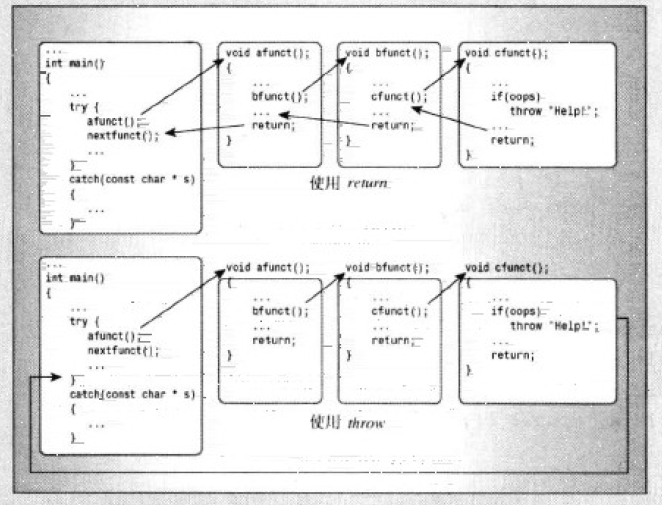 ...
int main()
{
...
try {
afunct();
nextfunct();
...
}
catch(const char * s)
{
...
}
void afunct();
{
...
bfunct();
...
return;
}
void bfunct();
{
...
cfunct();
...
return;
}
void cfunct();
{
...
if(oops)
throw "Help!";
...
return;
}
使用 return
...
int main()
{
...
try {
afunct();
nextfunct();
...
}
catch(const char * s)
{
...
}
void afunct();
{
...
bfunct();
...
return;
}
void bfunct();
{
...
cfunct();
...
return;
}
void cfunct();
{
...
if(oops)
throw "Help!";
...
return;
}
使用 throw